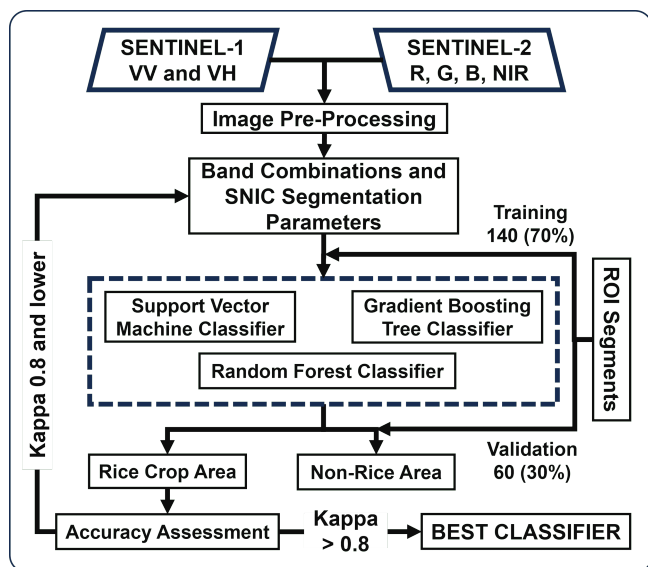 SENTINEL-1
VV and VH
SENTINEL-2
R, G, B, NIR
Image Pre-Processing
Band Combinations and
SNIC Segmentation
Parameters
Training
140 (70%)
Kappa 0.8 and lower
ROI Segments
Support Vector
Machine Classifier
Gradient Boosting
Tree Classifier
Random Forest Classifier
Rice Crop Area
Non-Rice Area
Validation
60 (30%)
Accuracy Assessment
Kappa
> 0.8
BEST CLASSIFIER